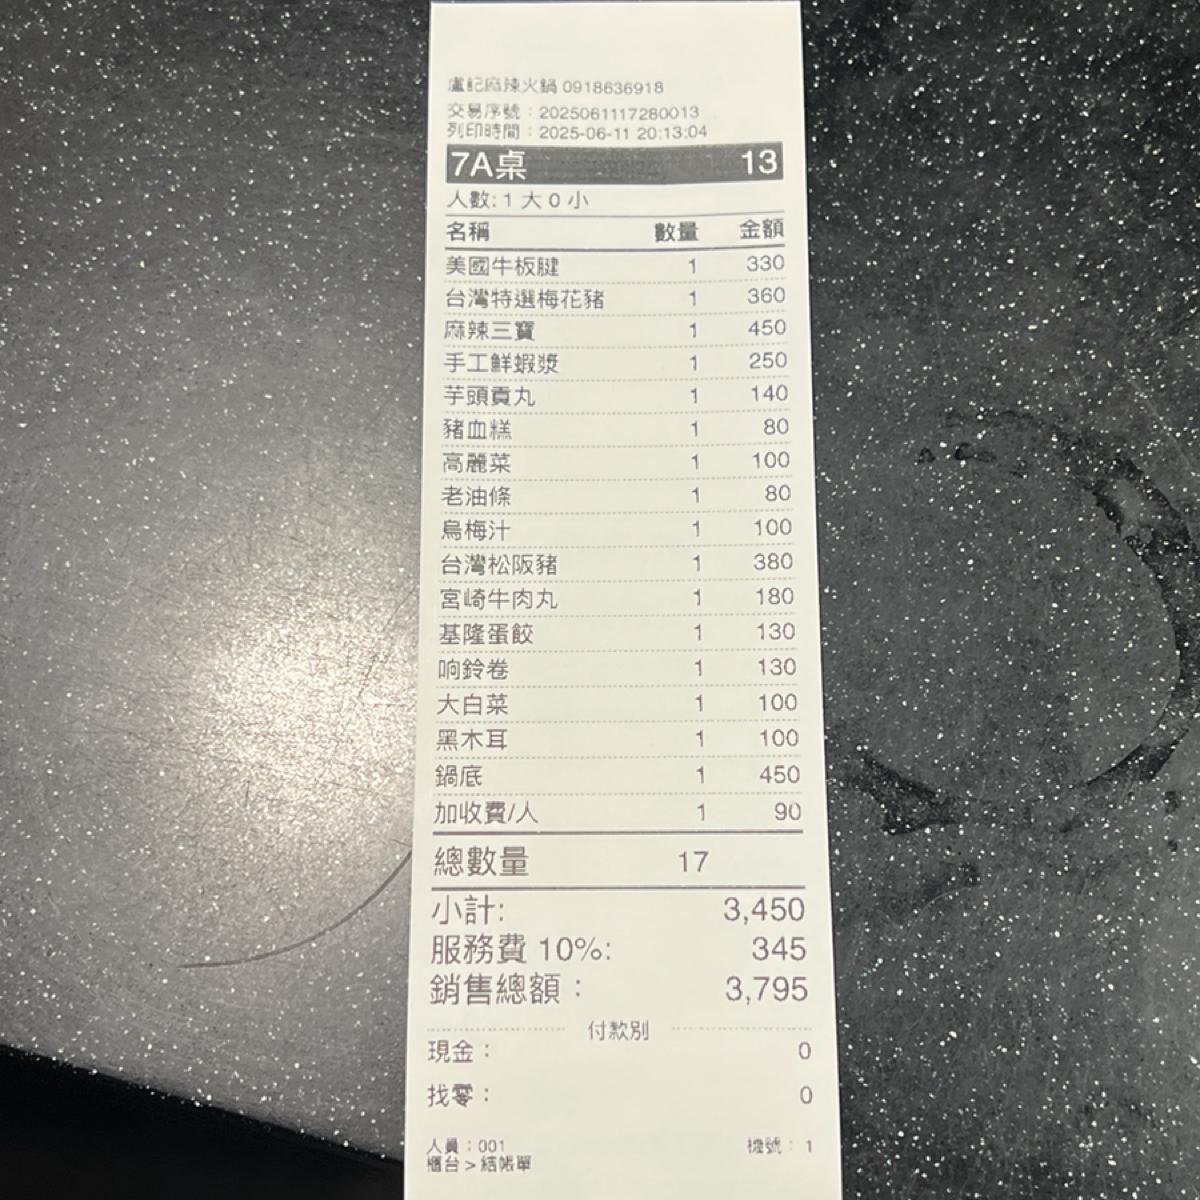 盧記麻辣火鍋 0918636918
交易序號：2025061117280013
列印時間：2025-06-11 20:13:04
7A桌 13
人數: 1 大 0 小
名稱 數量 金額
美國牛板腱 1 330
台灣特選梅花豬 1 360
麻辣三寶 1 450
手工鮮蝦漿 1 250
芋頭貢丸 1 140
豬血糕 1 80
高麗菜 1 100
老油條 1 80
烏梅汁 1 100
台灣松阪豬 1 380
宮崎牛肉丸 1 180
基隆蛋餃 1 130
响鈴卷 1 130
大白菜 1 100
黑木耳 1 100
鍋底 1 450
加收費/人 1 90
總數量 17
小計: 3,450
服務費 10%: 345
銷售總額： 3,795
付款別
現金： 0
找零： 0
人員：001 機號： 1
櫃台 > 結帳單